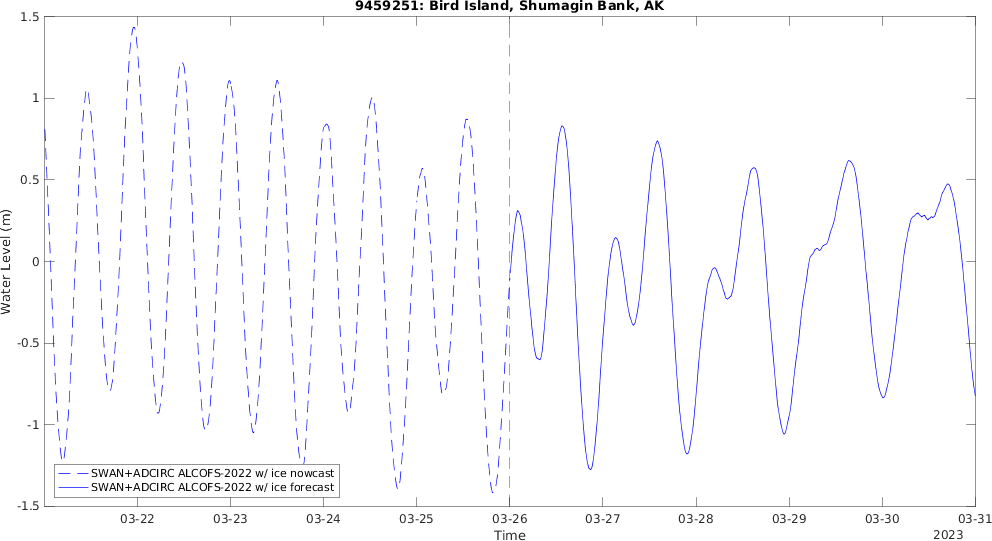 9459251: Bird Island, Shumagin Bank, AK
1.5
1
0.5
0
-0.5
-1
-1.5
Water Level (m)
SWAN+ADCIRC ALCOFS-2022 w/ ice nowcast
SWAN+ADCIRC ALCOFS-2022 w/ ice forecast
03-22 03-23 03-24 03-25 03-26 03-27 03-28 03-29 03-30 03-31
Time
2023